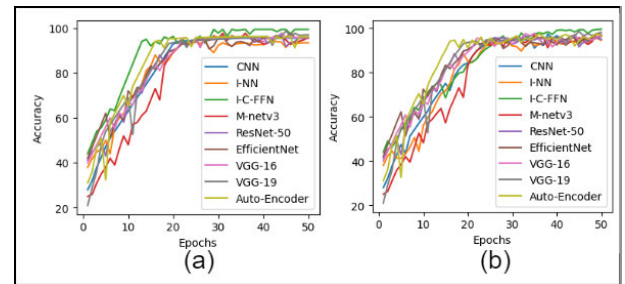 100
80
60
40
20
Accuracy
CNN
I-NN
I-C-FFN
M-netv3
ResNet-50
EfficientNet
VGG-16
VGG-19
Auto-Encoder
0 10 20 30 40 50
Epochs
(a)
100
80
60
40
20
Accuracy
CNN
I-NN
I-C-FFN
M-netv3
ResNet-50
EfficientNet
VGG-16
VGG-19
Auto-Encoder
0 10 20 30 40 50
Epochs
(b)